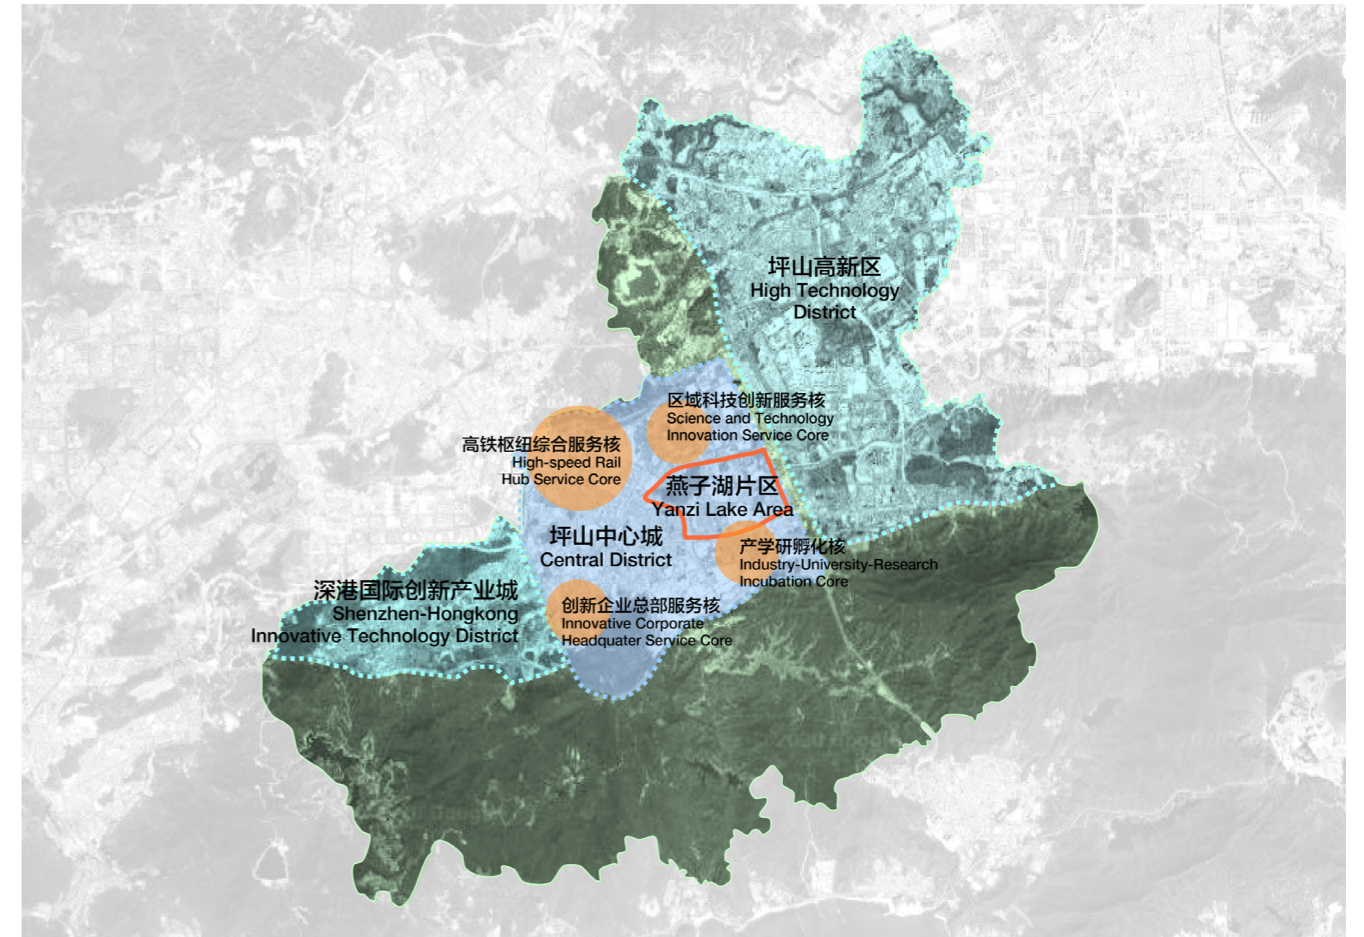 坪山高新区
High Technology
District
区域科技创新服务核
Science and Technology
Innovation Service Core
高铁枢纽综合服务核
High-speed Rail
Hub Service Core
燕子湖片区
Yanzi Lake Area
坪山中心城
Central District
产学研孵化核
Industry-University-Research
Incubation Core
深港国际创新产业城
Shenzhen-Hongkong
Innovative Technology District
创新企业总部服务核
Innovative Corporate
Headquater Service Core